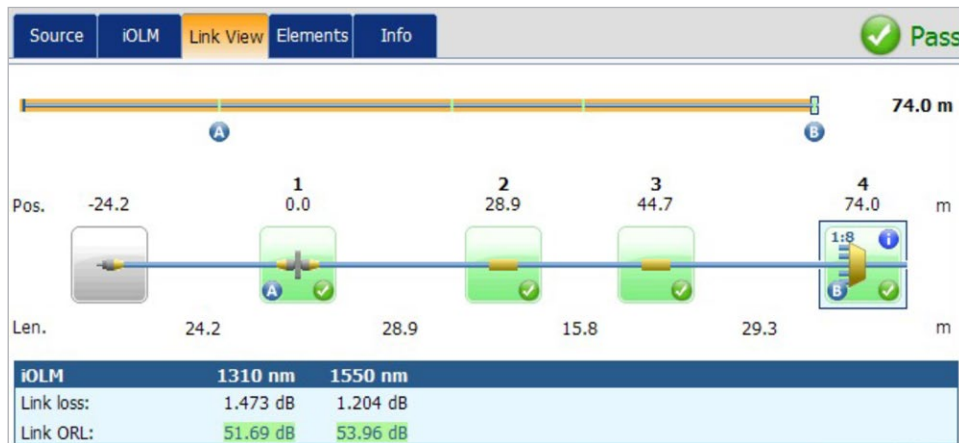 Source iOLM Link View Elements Info Pass
74.0 m
A B
1 2 3 4
Pos. -24.2 0.0 28.9 44.7 74.0 m
1:8 i
A B
Len. 24.2 28.9 15.8 29.3 m
iOLM 1310 nm 1550 nm
Link loss: 1.473 dB 1.204 dB
Link ORL: 51.69 dB 53.96 dB